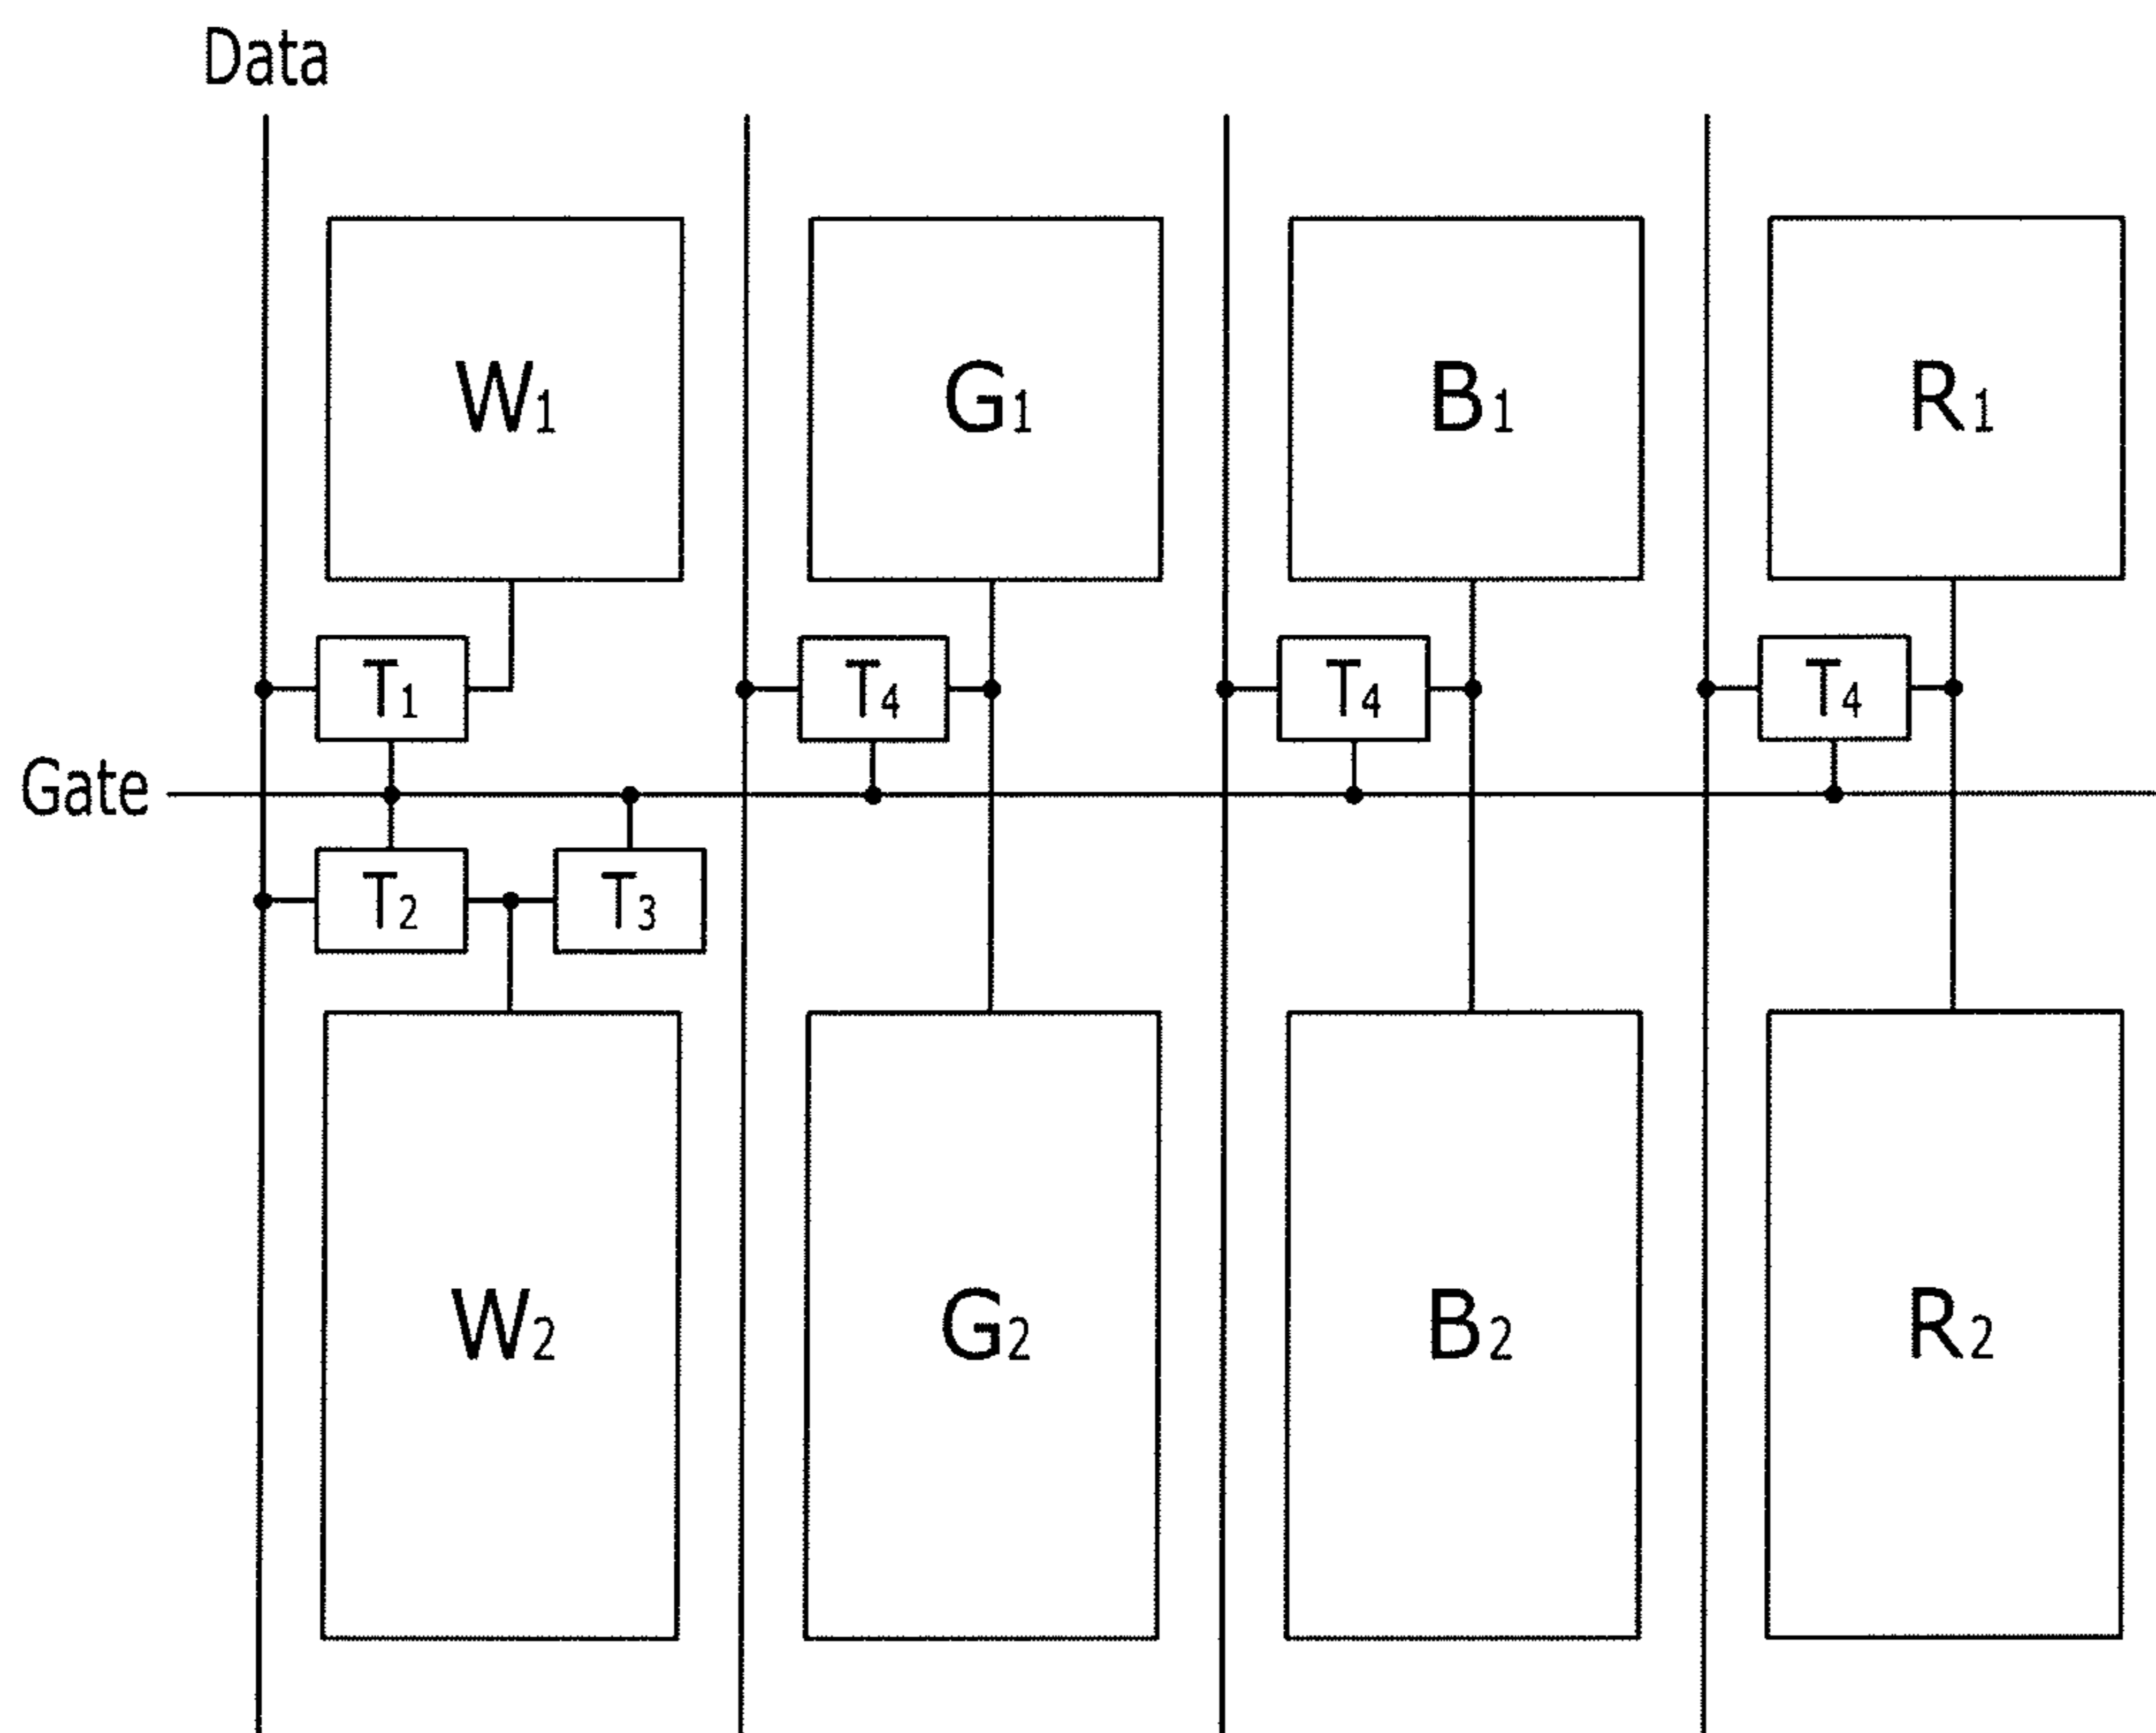 Data
W₁ G₁ B₁ R₁
T₁ T₄ T₄ T₄
Gate
T₂ T₃
W₂ G₂ B₂ R₂